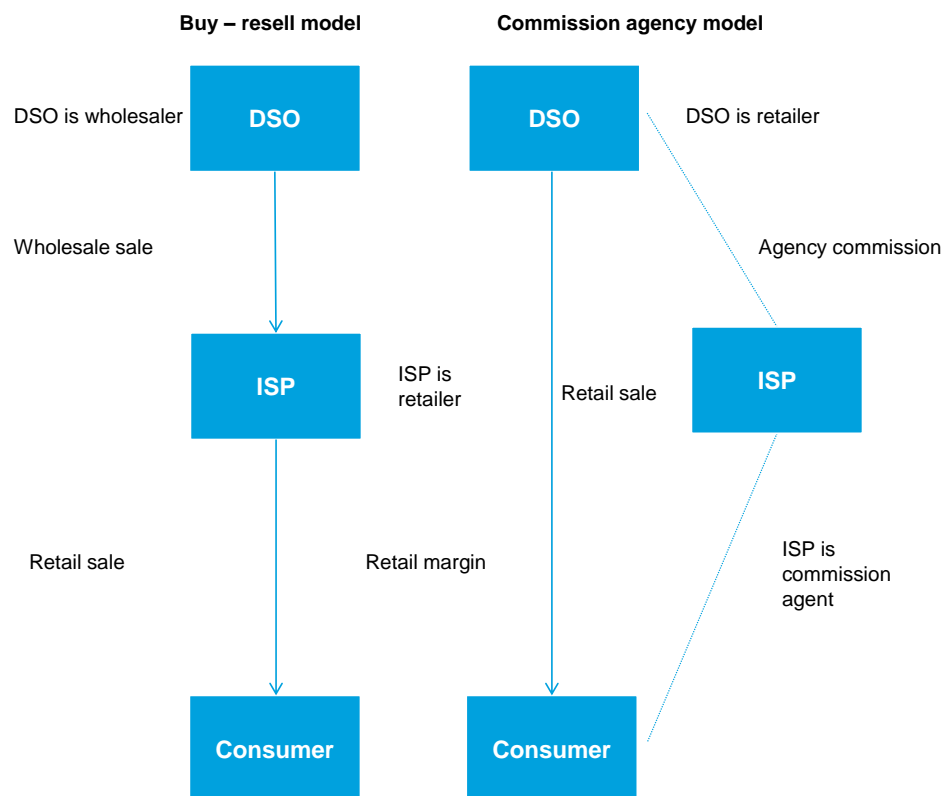 Buy – resell model
Commission agency model
DSO is wholesaler
DSO
DSO
DSO is retailer
Wholesale sale
Agency commission
ISP
ISP is
retailer
Retail sale
ISP
Retail sale
Retail margin
ISP is
commission
agent
Consumer
Consumer